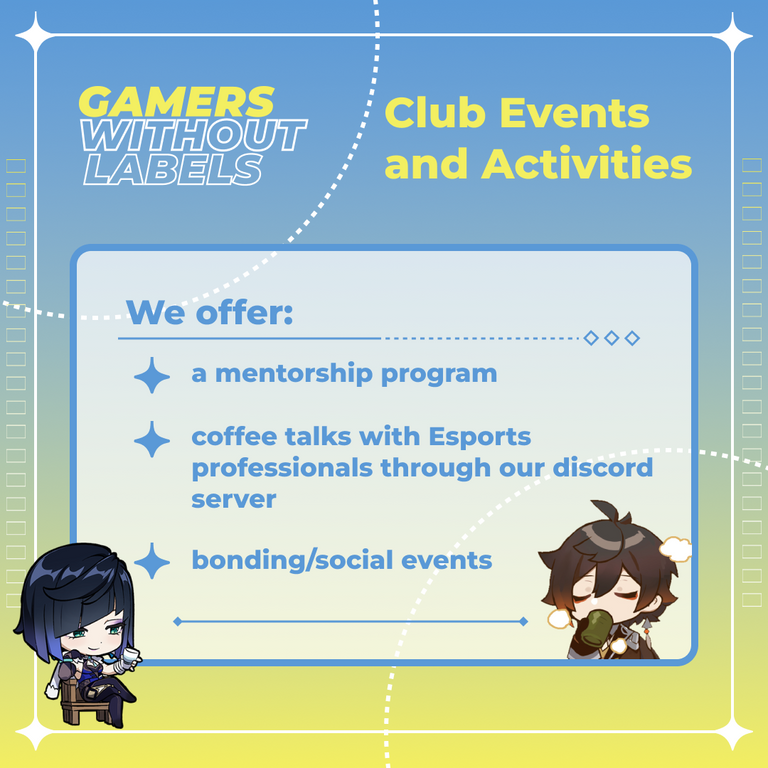 GAMERS
WITHOUT
LABELS
Club Events
and Activities
We offer:
a mentorship program
coffee talks with Esports
professionals through our discord
server
bonding/social events